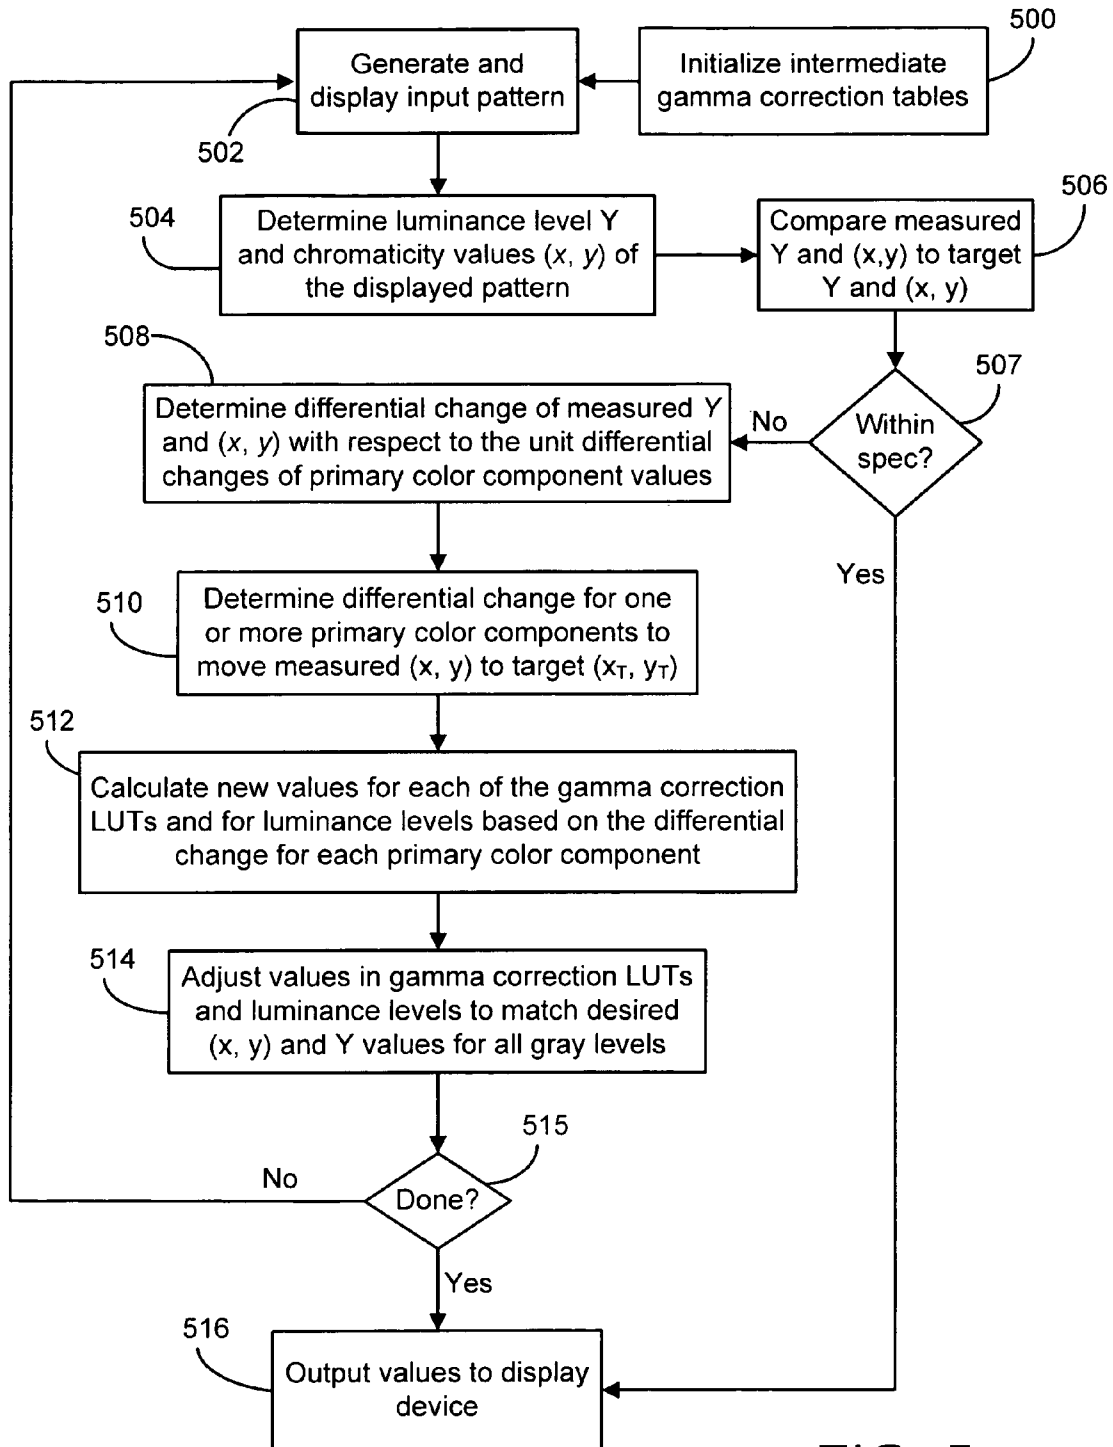 500
Generate and
display input pattern
Initialize intermediate
gamma correction tables
502
504
Determine luminance level Y
and chromaticity values (x, y) of
the displayed pattern
506
Compare measured
Y and (x,y) to target
Y and (x, y)
508
Determine differential change of measured Y
and (x, y) with respect to the unit differential
changes of primary color component values
No
507
Within
spec?
Yes
510
Determine differential change for one
or more primary color components to
move measured (x, y) to target (xT, yT)
512
Calculate new values for each of the gamma correction
LUTs and for luminance levels based on the differential
change for each primary color component
514
Adjust values in gamma correction LUTs
and luminance levels to match desired
(x, y) and Y values for all gray levels
515
No
Done?
Yes
516
Output values to display
device